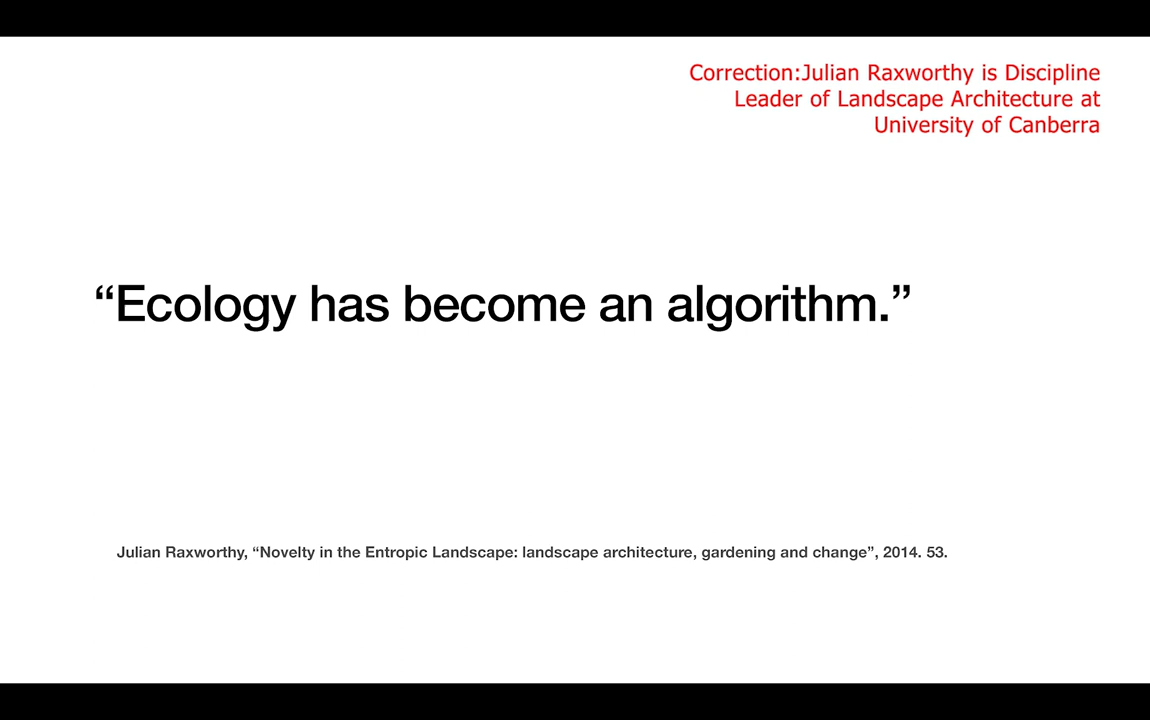 Correction:Julian Raxworthy is Discipline
Leader of Landscape Architecture at
University of Canberra
“Ecology has become an algorithm.”
Julian Raxworthy, “Novelty in the Entropic Landscape: landscape architecture, gardening and change”, 2014. 53.